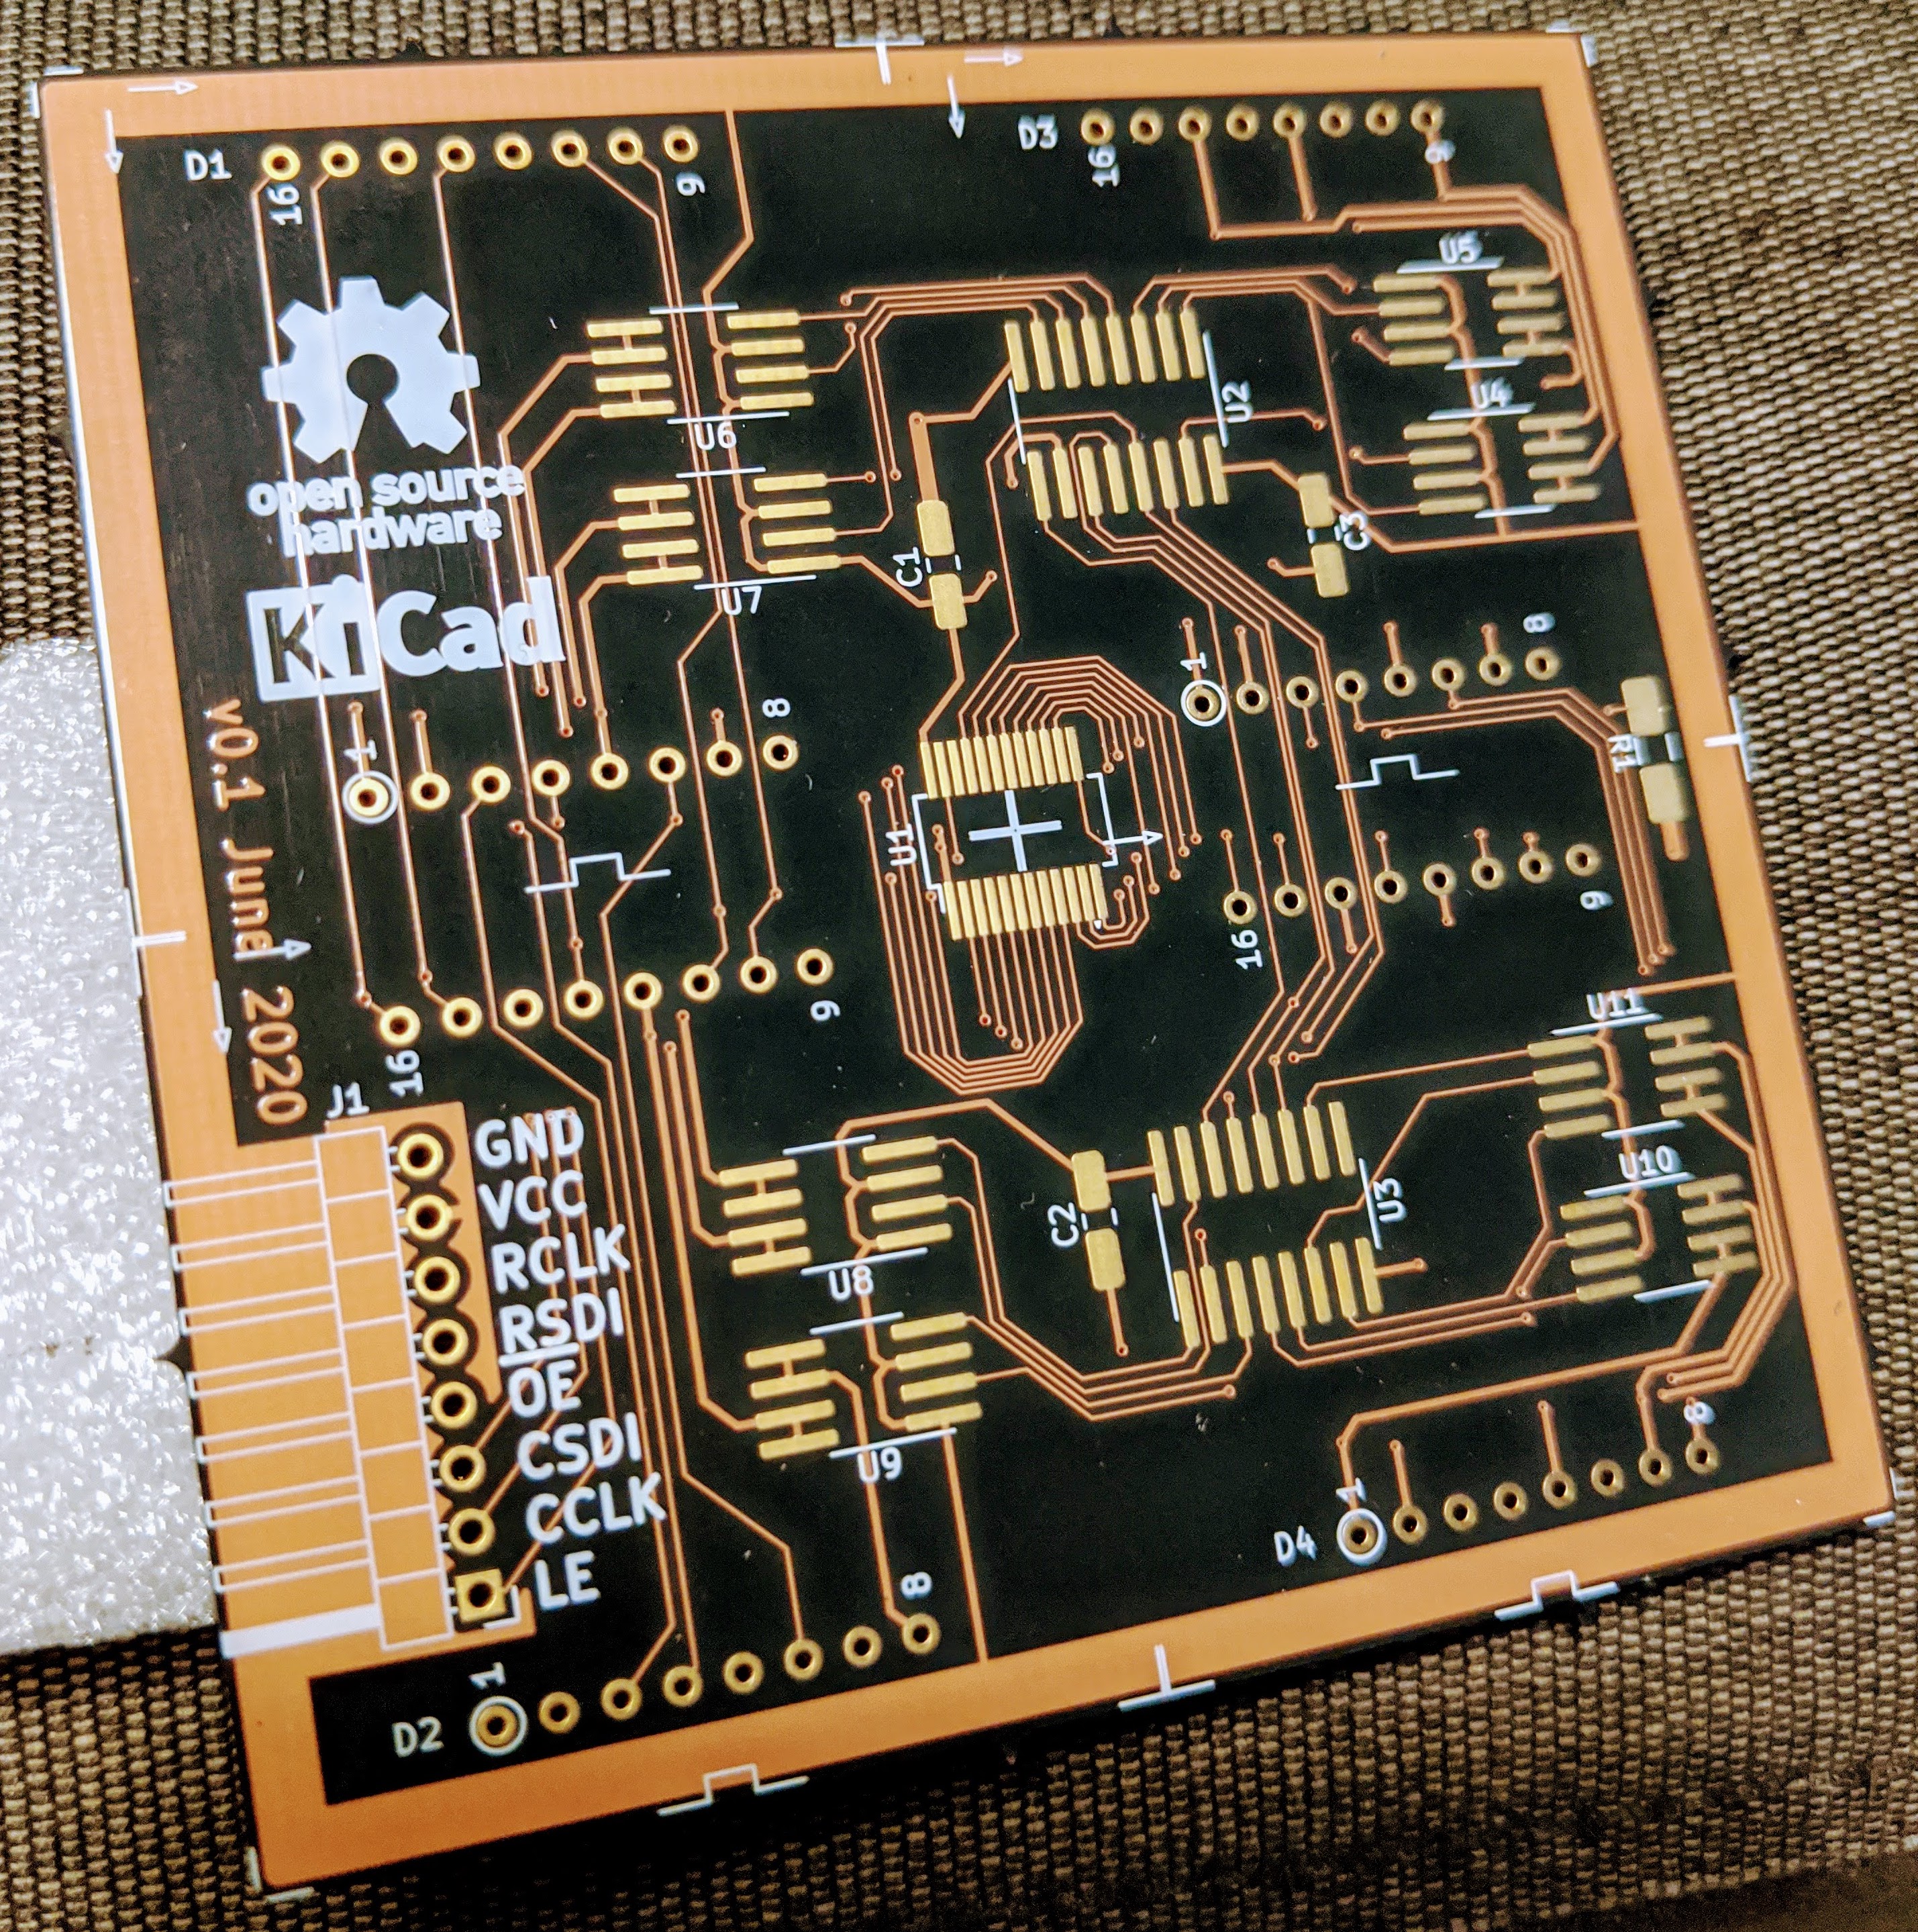 D1
16
9
D3
16
9
U5
U4
U2
U6
open source
hardware
U7
C1
C3
KiCad
v0.1 June 2020
1
8
1
8
R1
U1
16
9
16
9
J1
GND
VCC
RCLK
RSDI
OE
CSDI
CCLK
LE
U11
U10
U3
C2
U8
U9
D4
1
8
D2
1
8